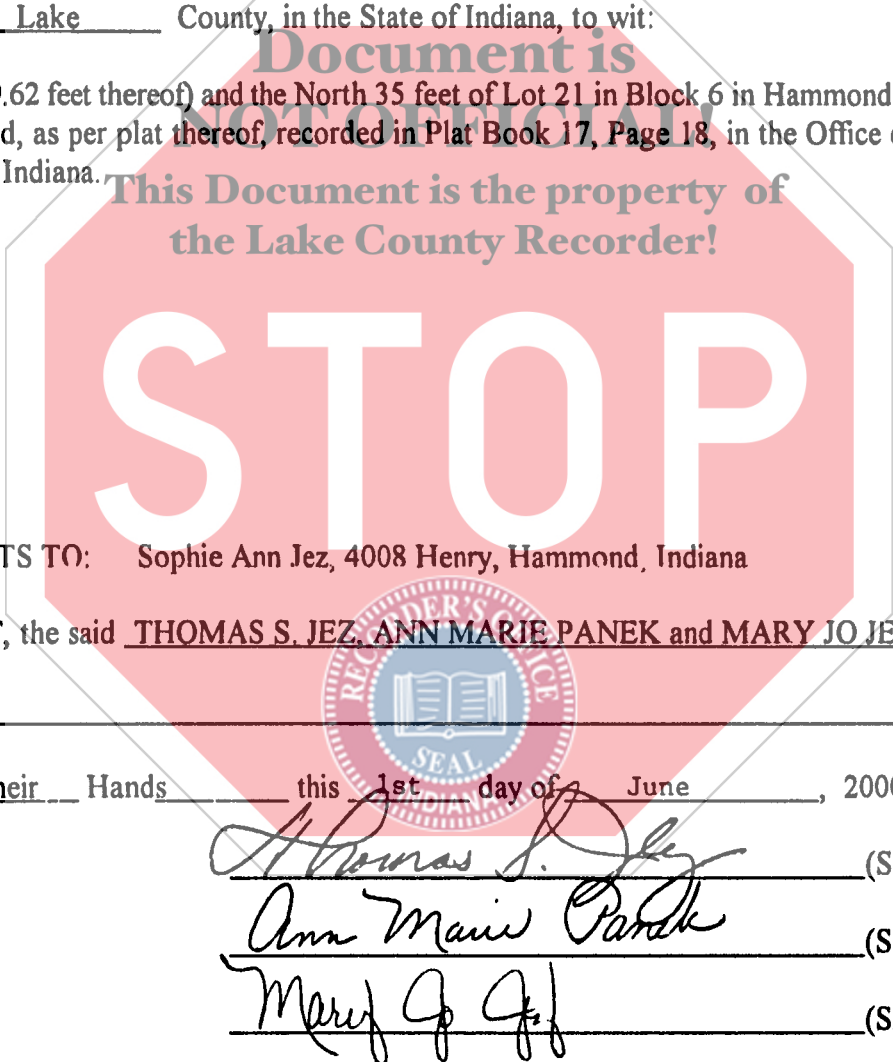 Lake County, in the State of Indiana, to wit:
Document is
.62 feet thereof) and the North 35 feet of Lot 21 in Block 6 in Hammond
NOT OFFICIAL!
d, as per plat thereof, recorded in Plat Book 17, Page 18, in the Office
Indiana.
This Document is the property of
the Lake County Recorder!
STOP
TS TO: Sophie Ann Jez, 4008 Henry, Hammond, Indiana
RECORDER'S OFFICE
, the said THOMAS S. JEZ, ANN MARIE PANEK and MARY JO JE
SEAL
INDIANA
heir Hands this 1st day of June , 200
Thomas S. Jez (S
Ann Marie Panek (S
Mary Jo Jez (S